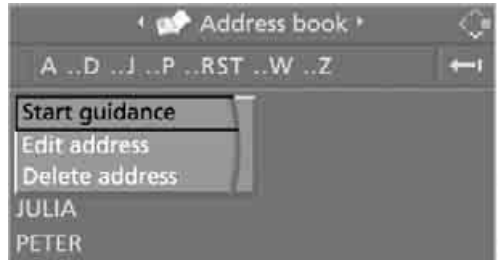 Address book
A ..D ..J ..P ..RST ..W ..Z
Start guidance
Edit address
Delete address
JULIA
PETER